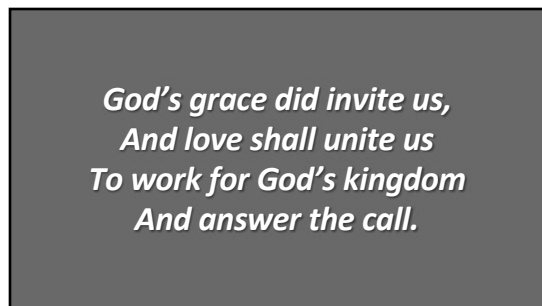 God’s grace did invite us,
And love shall unite us
To work for God’s kingdom
And answer the call.